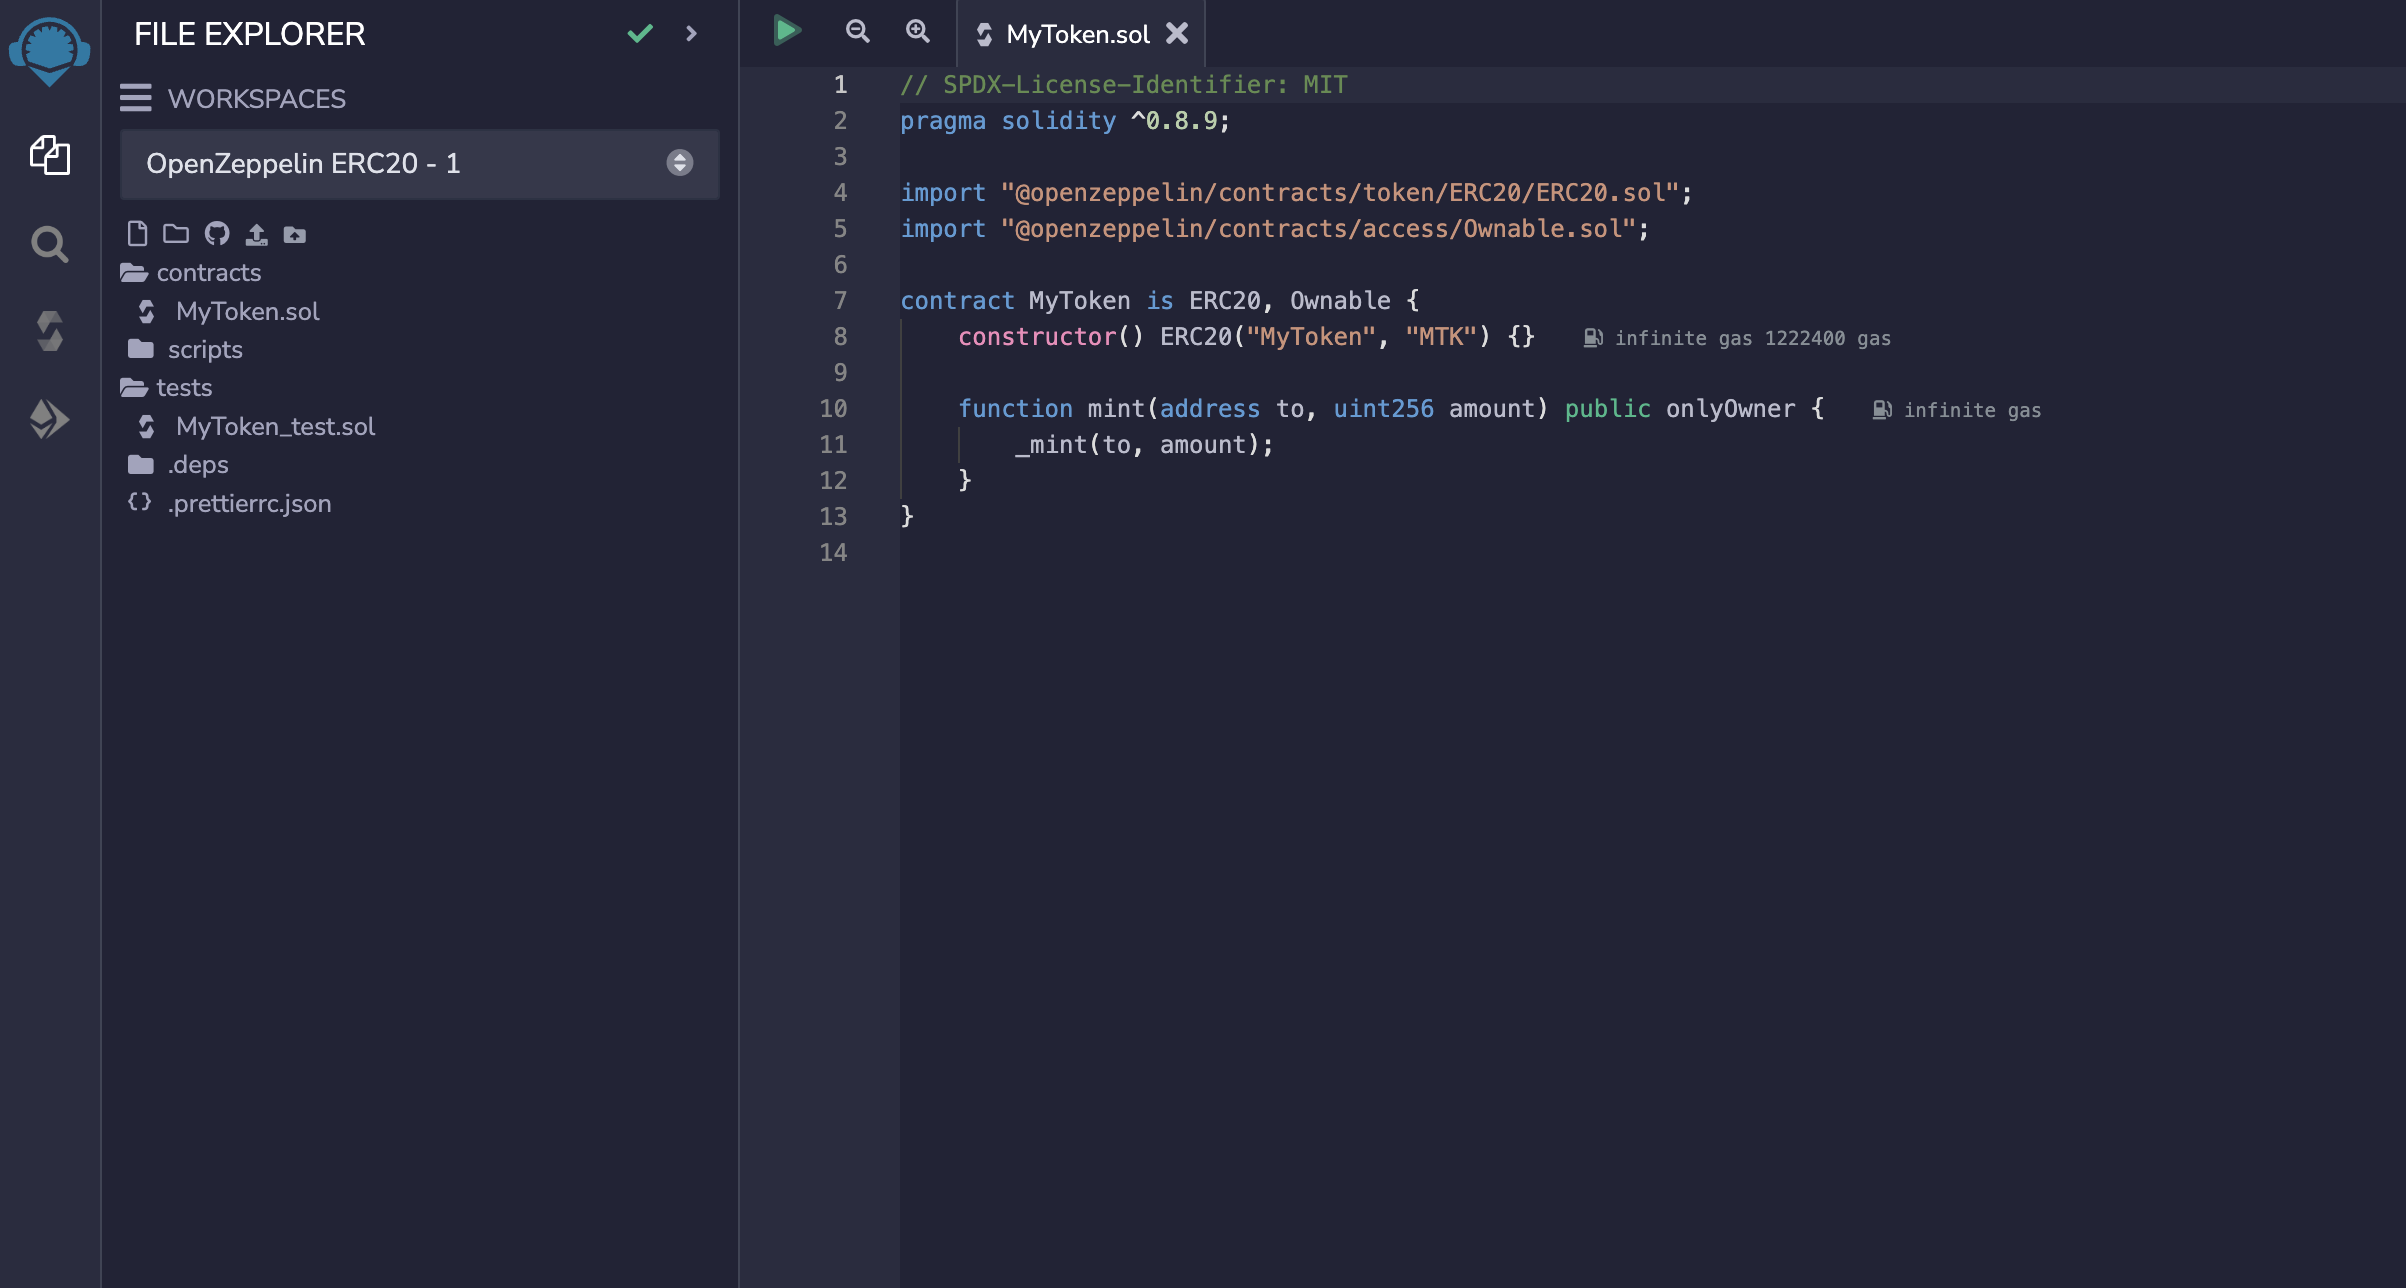 FILE EXPLORER
WORKSPACES
OpenZeppelin ERC20 - 1
contracts
MyToken.sol
scripts
tests
MyToken_test.sol
.deps
.prettierrc.json
MyToken.sol
1 // SPDX-License-Identifier: MIT
2 pragma solidity ^0.8.9;
3
4 import "@openzeppelin/contracts/token/ERC20/ERC20.sol";
5 import "@openzeppelin/contracts/access/Ownable.sol";
6
7 contract MyToken is ERC20, Ownable {
8     constructor() ERC20("MyToken", "MTK") {} infinite gas 1222400 gas
9
10     function mint(address to, uint256 amount) public onlyOwner { infinite gas
11         _mint(to, amount);
12     }
13 }
14